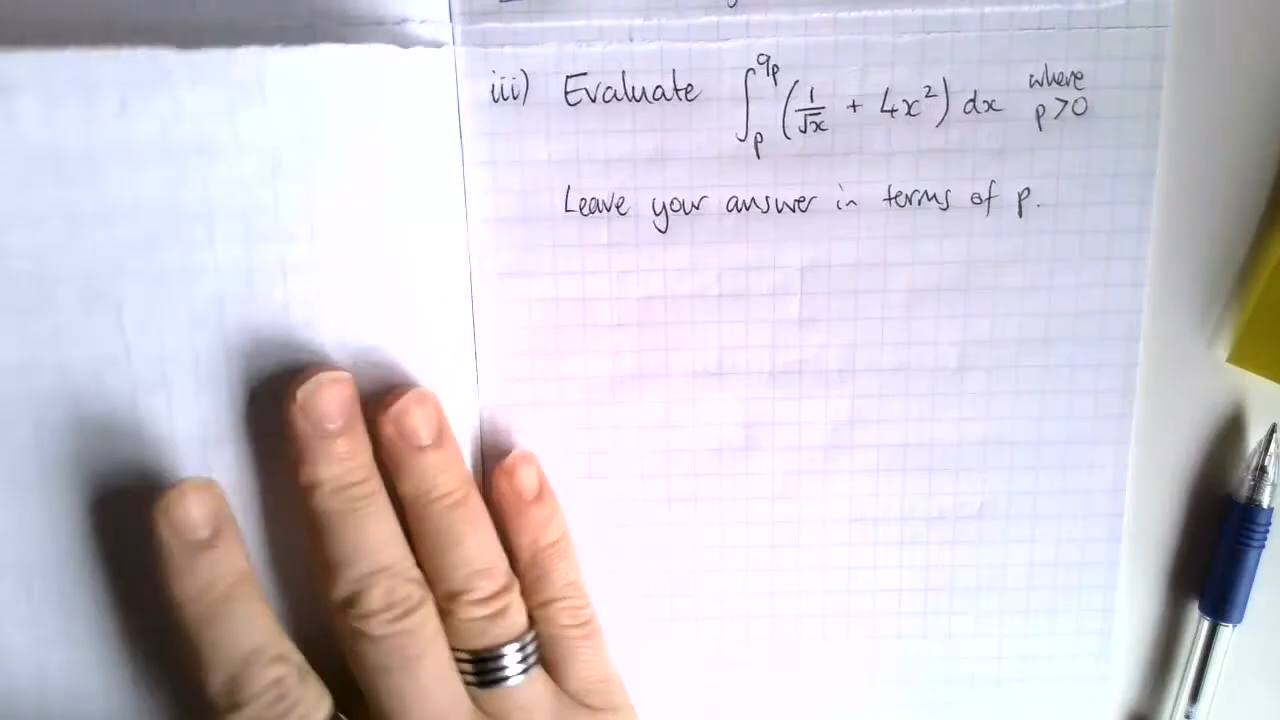 iii) Evaluate ∫_p^{9p} (1/√x + 4x²) dx where p>0
Leave your answer in terms of p.